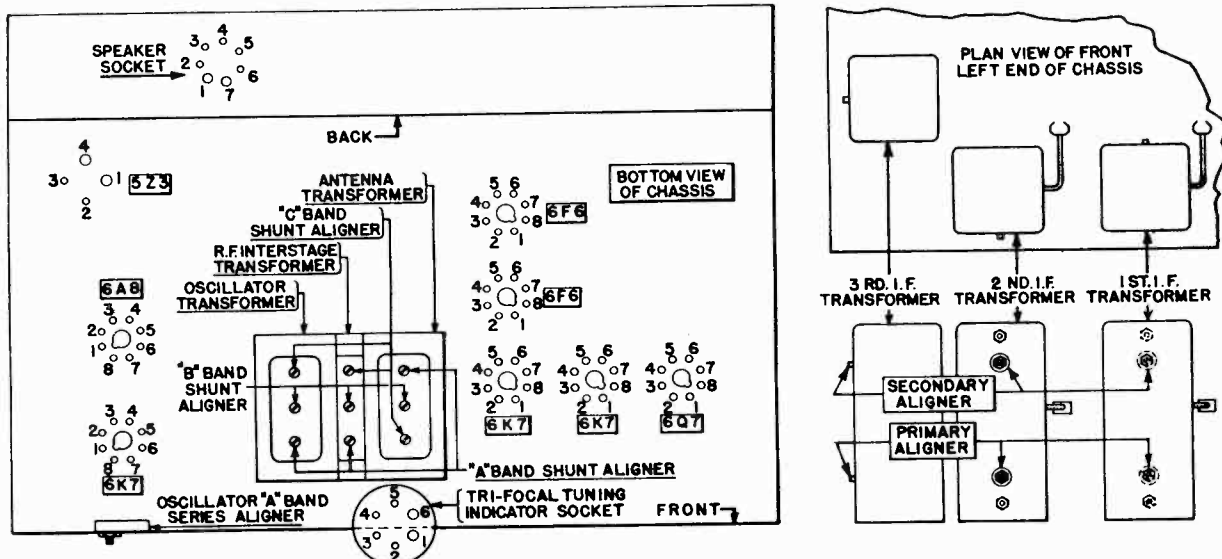 4
3
5
SPEAKER
SOCKET
2
6
1
7
BACK
4
3
1
5Z3
2
ANTENNA
TRANSFORMER
"C" BAND
SHUNT ALIGNER
R.F. INTERSTAGE
TRANSFORMER
OSCILLATOR
TRANSFORMER
BOTTOM VIEW
OF CHASSIS
5 6
4 7
3 8
2 1
6F6
5 6
4 7
3 8
2 1
6F6
6A8
3 4
2 5
1 6
8 7
"B" BAND
SHUNT
ALIGNER
5 6
4 7
3 8
2 1
6K7
5 6
4 7
3 8
2 1
6K7
5 6
4 7
3 8
2 1
6Q7
3 4
2 5
1 6
8 7
6K7
"A" BAND SHUNT ALIGNER
OSCILLATOR "A" BAND
SERIES ALIGNER
5
4 6
3 1
2
TRI-FOCAL TUNING
INDICATOR SOCKET
FRONT
PLAN VIEW OF FRONT
LEFT END OF CHASSIS
3 RD. I.F.
TRANSFORMER
2 ND. I.F.
TRANSFORMER
1 ST. I.F.
TRANSFORMER
SECONDARY
ALIGNER
PRIMARY
ALIGNER